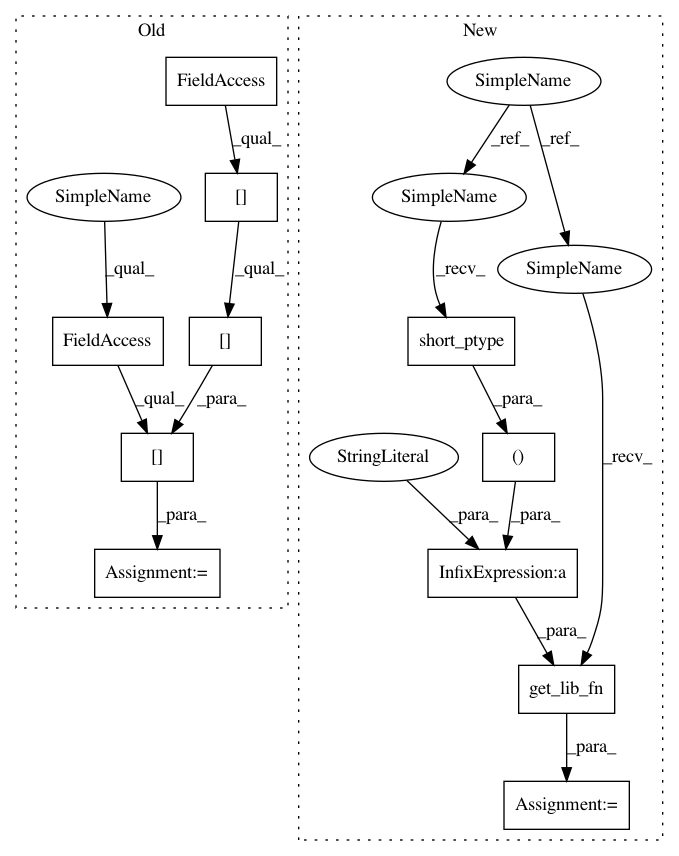 Old
New
FieldAccess
SimpleName
_qual_
_ref_
_ref_
SimpleName
[]
SimpleName
SimpleName
_qual_
_qual_
_recv_
FieldAccess
[]
short_ptype
_qual_
_para_
_para_
[]
StringLiteral
()
_recv_
_para_
_para_
_para_
Assignment:=
InfixExpression:a
_para_
get_lib_fn
_para_
Assignment:=